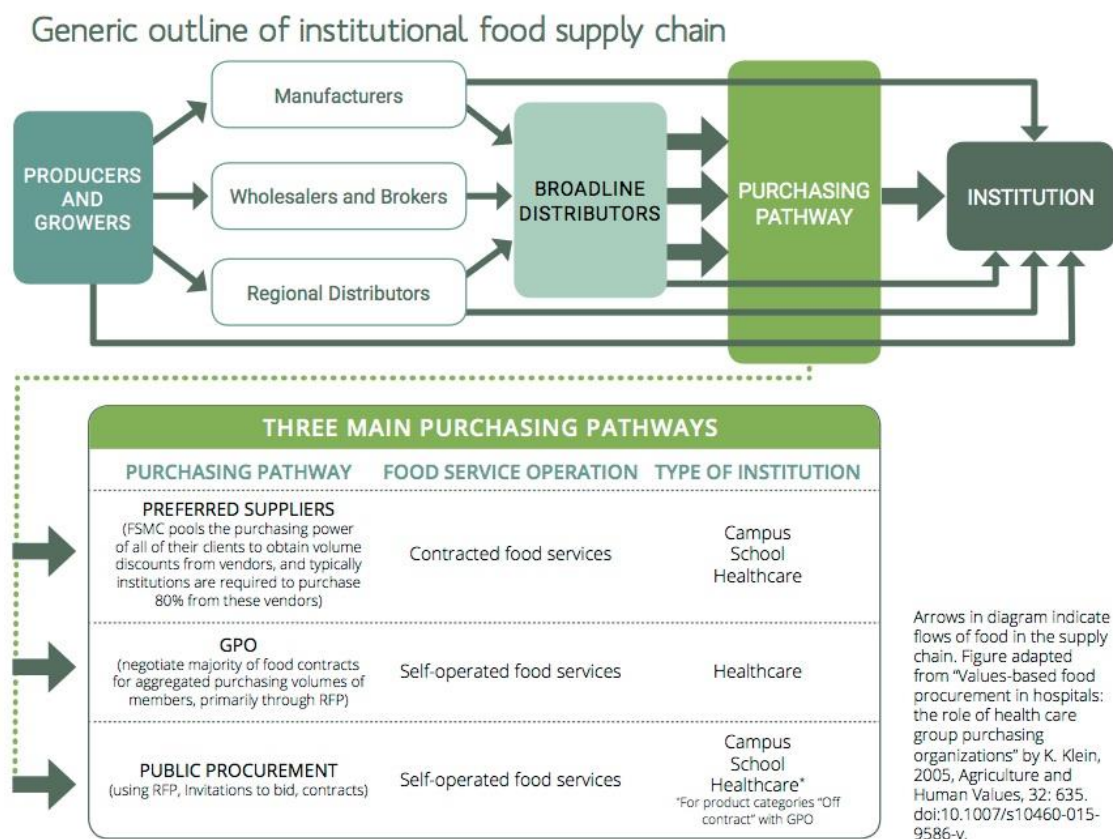 Generic outline of institutional food supply chain
Manufacturers
PRODUCERS
AND
GROWERS
Wholesalers and Brokers
Regional Distributors
BROADLINE
DISTRIBUTORS
PURCHASING
PATHWAY
INSTITUTION
THREE MAIN PURCHASING PATHWAYS
PURCHASING PATHWAY FOOD SERVICE OPERATION TYPE OF INSTITUTION
PREFERRED SUPPLIERS
(FSMC pools the purchasing power
of all of their clients to obtain volume
discounts from vendors, and typically
institutions are required to purchase
80% from these vendors)
Contracted food services
Campus
School
Healthcare
GPO
(negotiate majority of food contracts
for aggregated purchasing volumes of
members, primarily through RFP)
Self-operated food services
Healthcare
PUBLIC PROCUREMENT
(using RFP, Invitations to bid, contracts)
Self-operated food services
Campus
School
Healthcare*
*For product categories "Off
contract" with GPO
Arrows in diagram indicate
flows of food in the supply
chain. Figure adapted
from "Values-based food
procurement in hospitals:
the role of health care
group purchasing
organizations" by K. Klein,
2005, Agriculture and
Human Values, 32: 635.
doi:10.1007/s10460-015-
9586-y.